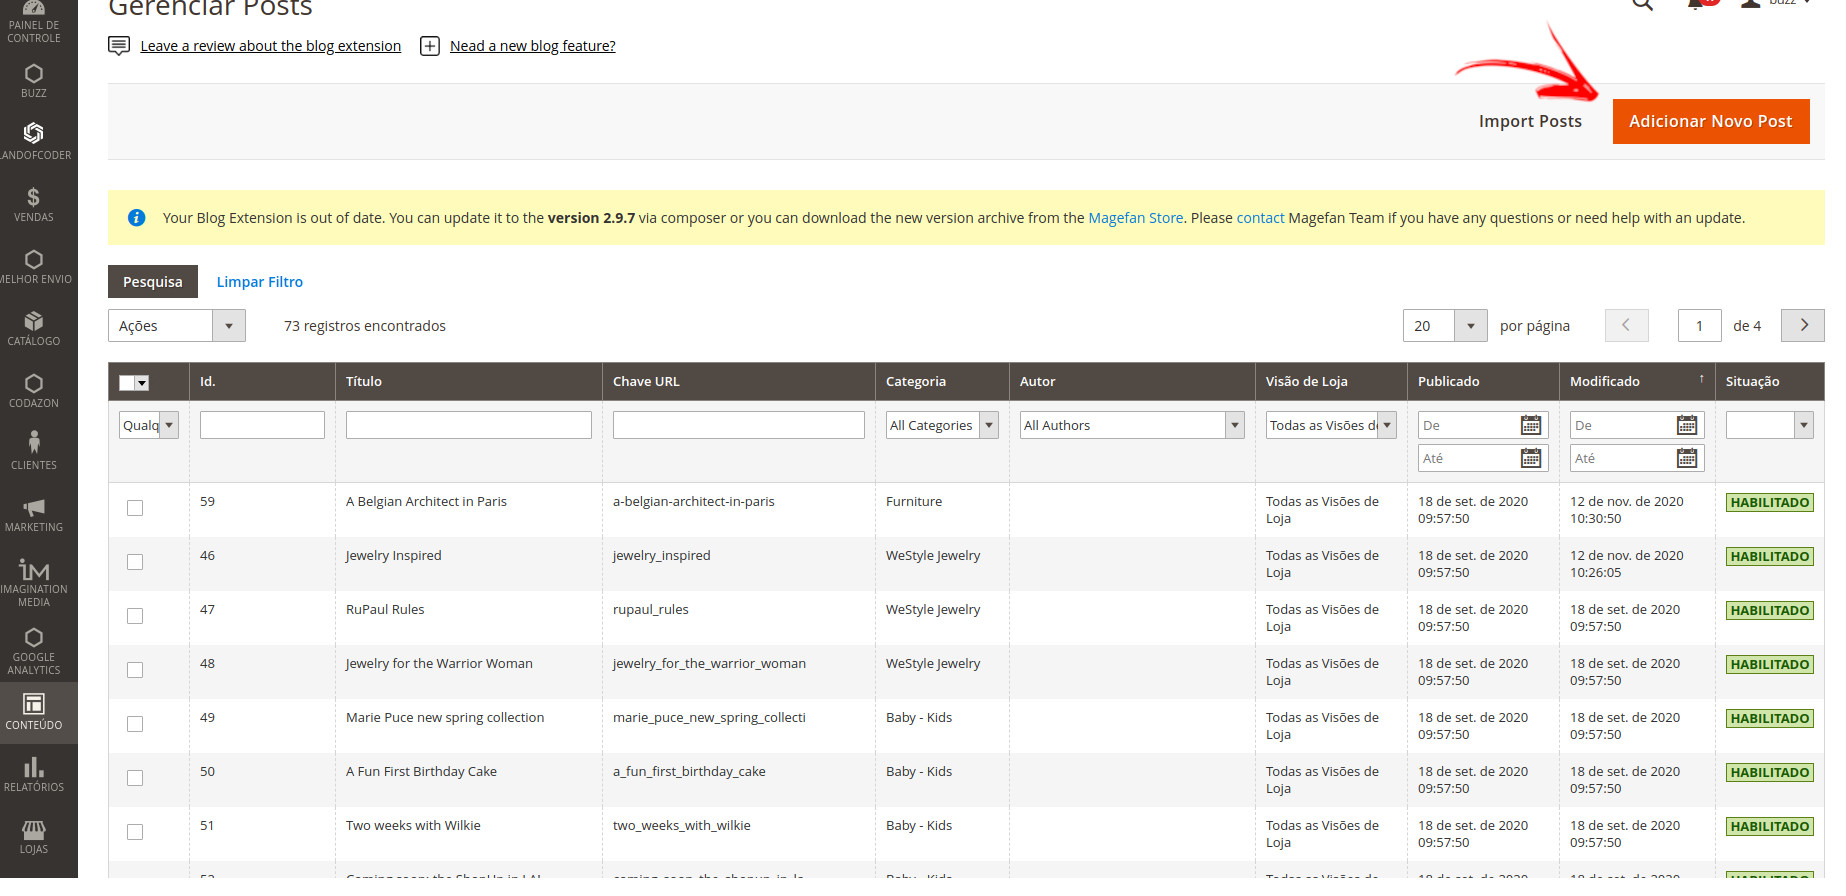 Gerenciar Posts
buzz
Leave a review about the blog extension
Nead a new blog feature?
Import Posts
Adicionar Novo Post
Your Blog Extension is out of date. You can update it to the version 2.9.7 via composer or you can download the new version archive from the Magefan Store. Please contact Magefan Team if you have any questions or need help with an update.
Pesquisa
Limpar Filtro
Ações
73 registros encontrados
20
por página
1
de 4
Id.
Título
Chave URL
Categoria
Autor
Visão de Loja
Publicado
Modificado ↑
Situação
Qualq
All Categories
All Authors
Todas as Visões de
De
De
Até
Até
59
A Belgian Architect in Paris
a-belgian-architect-in-paris
Furniture
Todas as Visões de
Loja
18 de set. de 2020
09:57:50
12 de nov. de 2020
10:30:50
HABILITADO
46
Jewelry Inspired
jewelry_inspired
WeStyle Jewelry
Todas as Visões de
Loja
18 de set. de 2020
09:57:50
12 de nov. de 2020
10:26:05
HABILITADO
47
RuPaul Rules
rupaul_rules
WeStyle Jewelry
Todas as Visões de
Loja
18 de set. de 2020
09:57:50
18 de set. de 2020
09:57:50
HABILITADO
48
Jewelry for the Warrior Woman
jewelry_for_the_warrior_woman
WeStyle Jewelry
Todas as Visões de
Loja
18 de set. de 2020
09:57:50
18 de set. de 2020
09:57:50
HABILITADO
49
Marie Puce new spring collection
marie_puce_new_spring_collecti
Baby - Kids
Todas as Visões de
Loja
18 de set. de 2020
09:57:50
18 de set. de 2020
09:57:50
HABILITADO
50
A Fun First Birthday Cake
a_fun_first_birthday_cake
Baby - Kids
Todas as Visões de
Loja
18 de set. de 2020
09:57:50
18 de set. de 2020
09:57:50
HABILITADO
51
Two weeks with Wilkie
two_weeks_with_wilkie
Baby - Kids
Todas as Visões de
Loja
18 de set. de 2020
09:57:50
18 de set. de 2020
09:57:50
HABILITADO
PAINEL DE
CONTROLE
BUZZ
LANDOFCODER
$
VENDAS
MELHOR ENVIO
CATÁLOGO
CODAZON
CLIENTES
MARKETING
IM
IMAGINATION
MEDIA
GOOGLE
ANALYTICS
CONTEÚDO
RELATÓRIOS
LOJAS